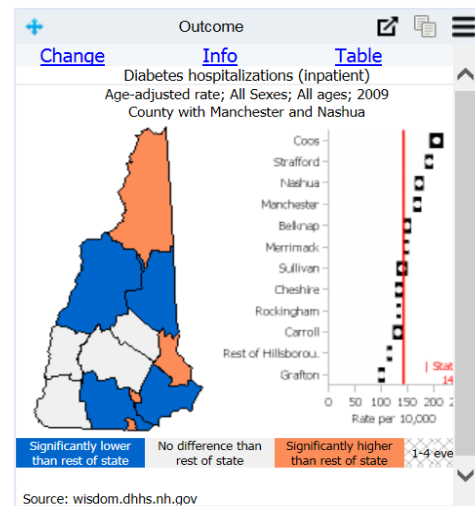 Outcome
Change Info Table
Diabetes hospitalizations (inpatient)
Age-adjusted rate; All Sexes; All ages; 2009
County with Manchester and Nashua
Coos
Strafford
Nashua
Manchester
Belknap
Merrimack
Sullivan
Cheshire
Rockingham
Carroll
Rest of Hillsborou.
Grafton
| Stat
14
0 50 100 150 200 2
Rate per 10,000
Significantly lower than rest of state
No difference than rest of state
Significantly higher than rest of state
1-4 eve
Source: wisdom.dhhs.nh.gov